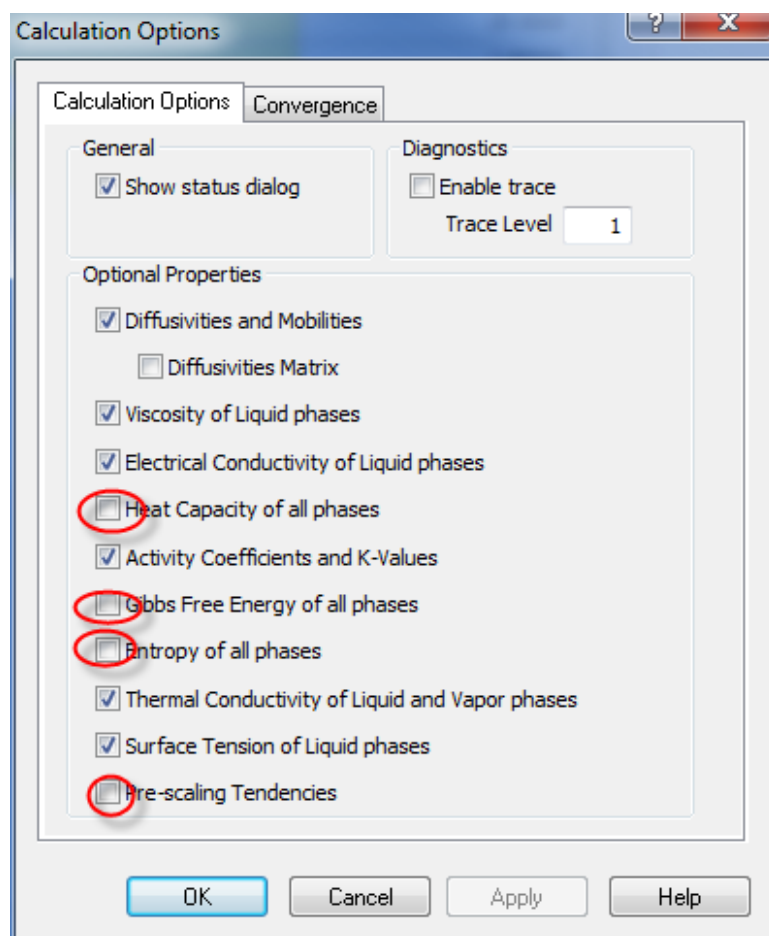 Calculation Options
? X
Calculation Options Convergence
General
Show status dialog
Diagnostics
Enable trace
Trace Level 1
Optional Properties
Diffusivities and Mobilities
Diffusivities Matrix
Viscosity of Liquid phases
Electrical Conductivity of Liquid phases
Heat Capacity of all phases
Activity Coefficients and K-Values
Gibbs Free Energy of all phases
Entropy of all phases
Thermal Conductivity of Liquid and Vapor phases
Surface Tension of Liquid phases
Pre-scaling Tendencies
OK Cancel Apply Help